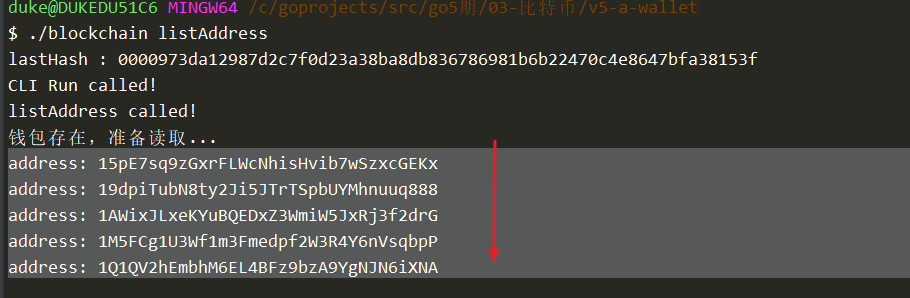 duke@DUKEDU51C6 MINGW64 /c/goprojects/src/go5期/03-比特币/v5-a-wallet
$ ./blockchain listAddress
lastHash : 0000973da12987d2c7f0d23a38ba8db836786981b6b22470c4e8647bfa38153f
CLI Run called!
listAddress called!
钱包存在，准备读取...
address: 15pE7sq9zGxrFLWcNhisHvib7wSzxcGEKx
address: 19dpiTubN8ty2Ji5JTrTSpbUYMhnuuq888
address: 1AWixJLxeKYuBQEDxZ3WmiW5JxRj3f2drG
address: 1M5FCg1U3Wf1m3Fmedpf2W3R4Y6nVsqbpP
address: 1Q1QV2hEmbhM6EL4BFz9bzA9YgNJN6iXNA